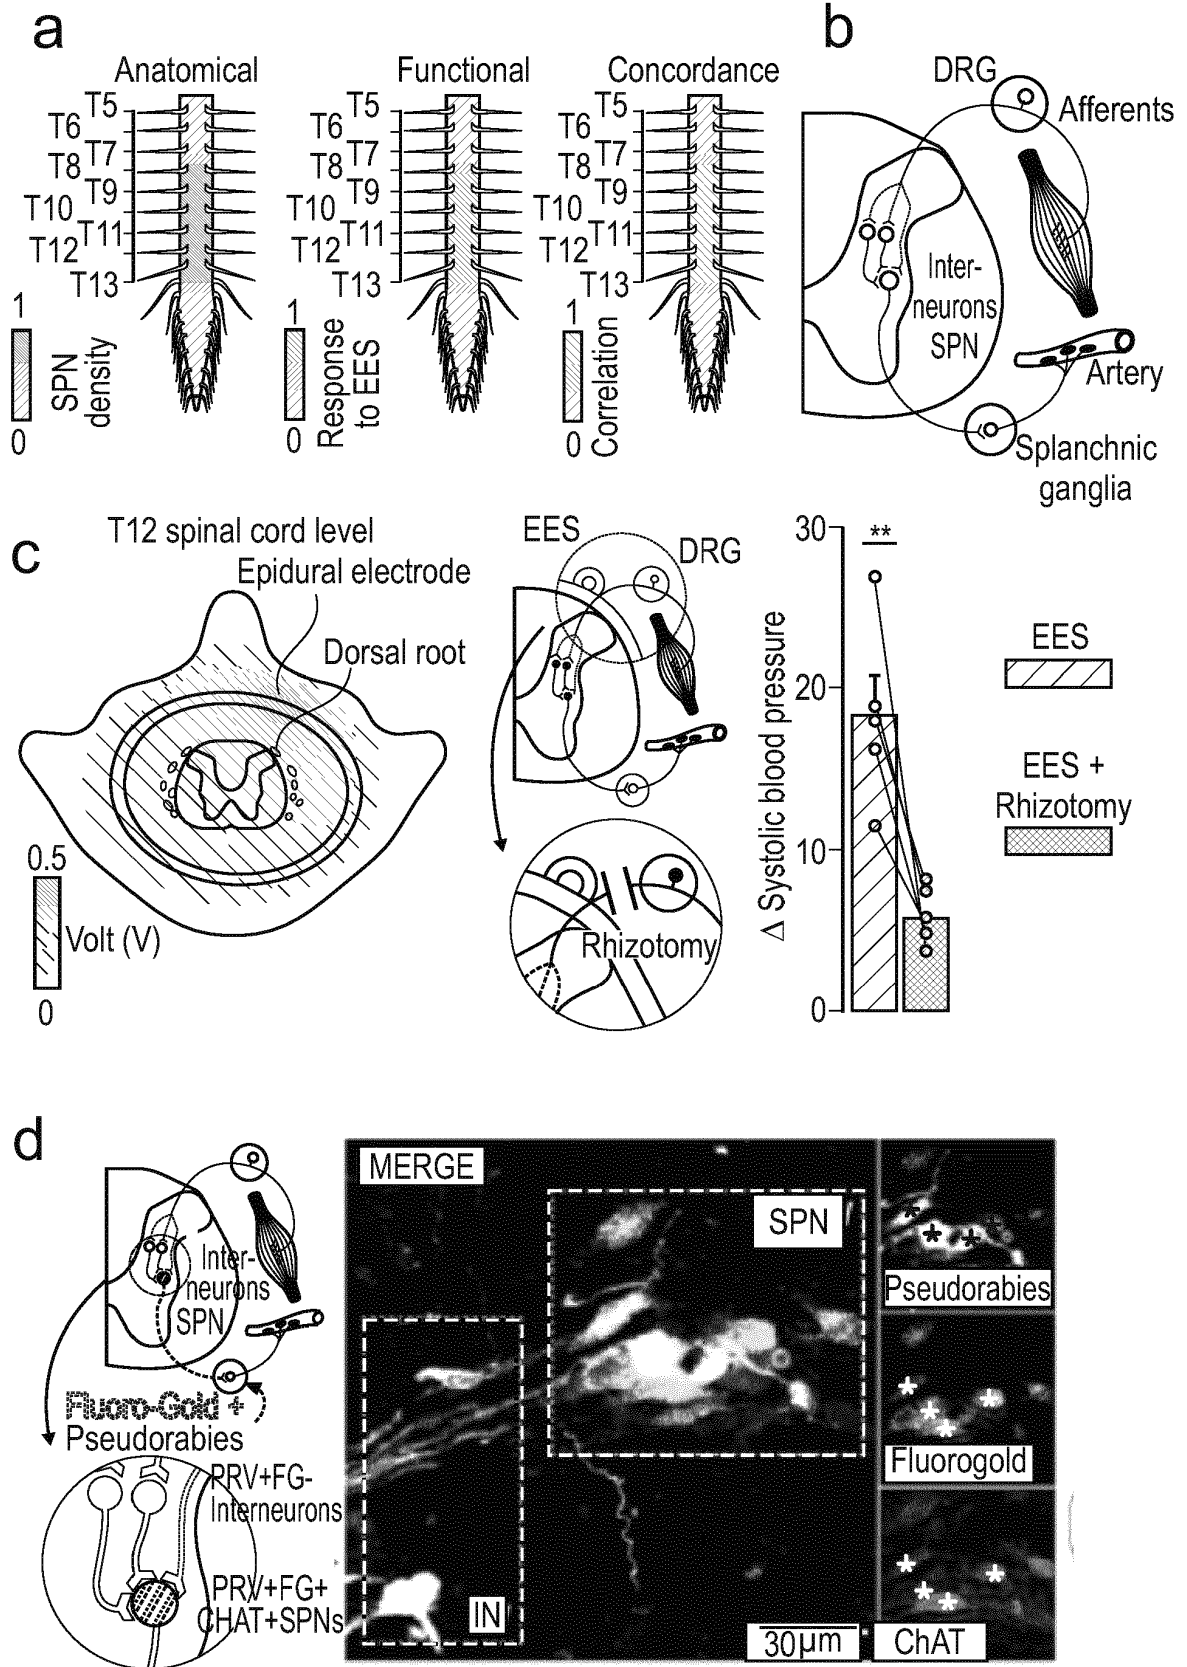 a
Anatomical
T5
T6
T7
T8
T9
T10
T11
T12
T13
1
0
SPN
density
Functional
T5
T6
T7
T8
T9
T10
T11
T12
T13
1
0
Response
to EES
Concordance
T5
T6
T7
T8
T9
T10
T11
T12
T13
1
0
Correlation
b
DRG
Afferents
Inter-
neurons
SPN
Artery
Splanchnic
ganglia
c
T12 spinal cord level
Epidural electrode
Dorsal root
0.5
Volt (V)
0
EES
DRG
Rhizotomy
Δ Systolic blood pressure
30
20
10
0
**
EES
EES +
Rhizotomy
d
Inter-
neurons
SPN
Fluoro-Gold +
Pseudorabies
PRV+FG-
Interneurons
PRV+FG+
CHAT+SPNs
MERGE
SPN
IN
30µm
Pseudorabies
Fluorogold
ChAT